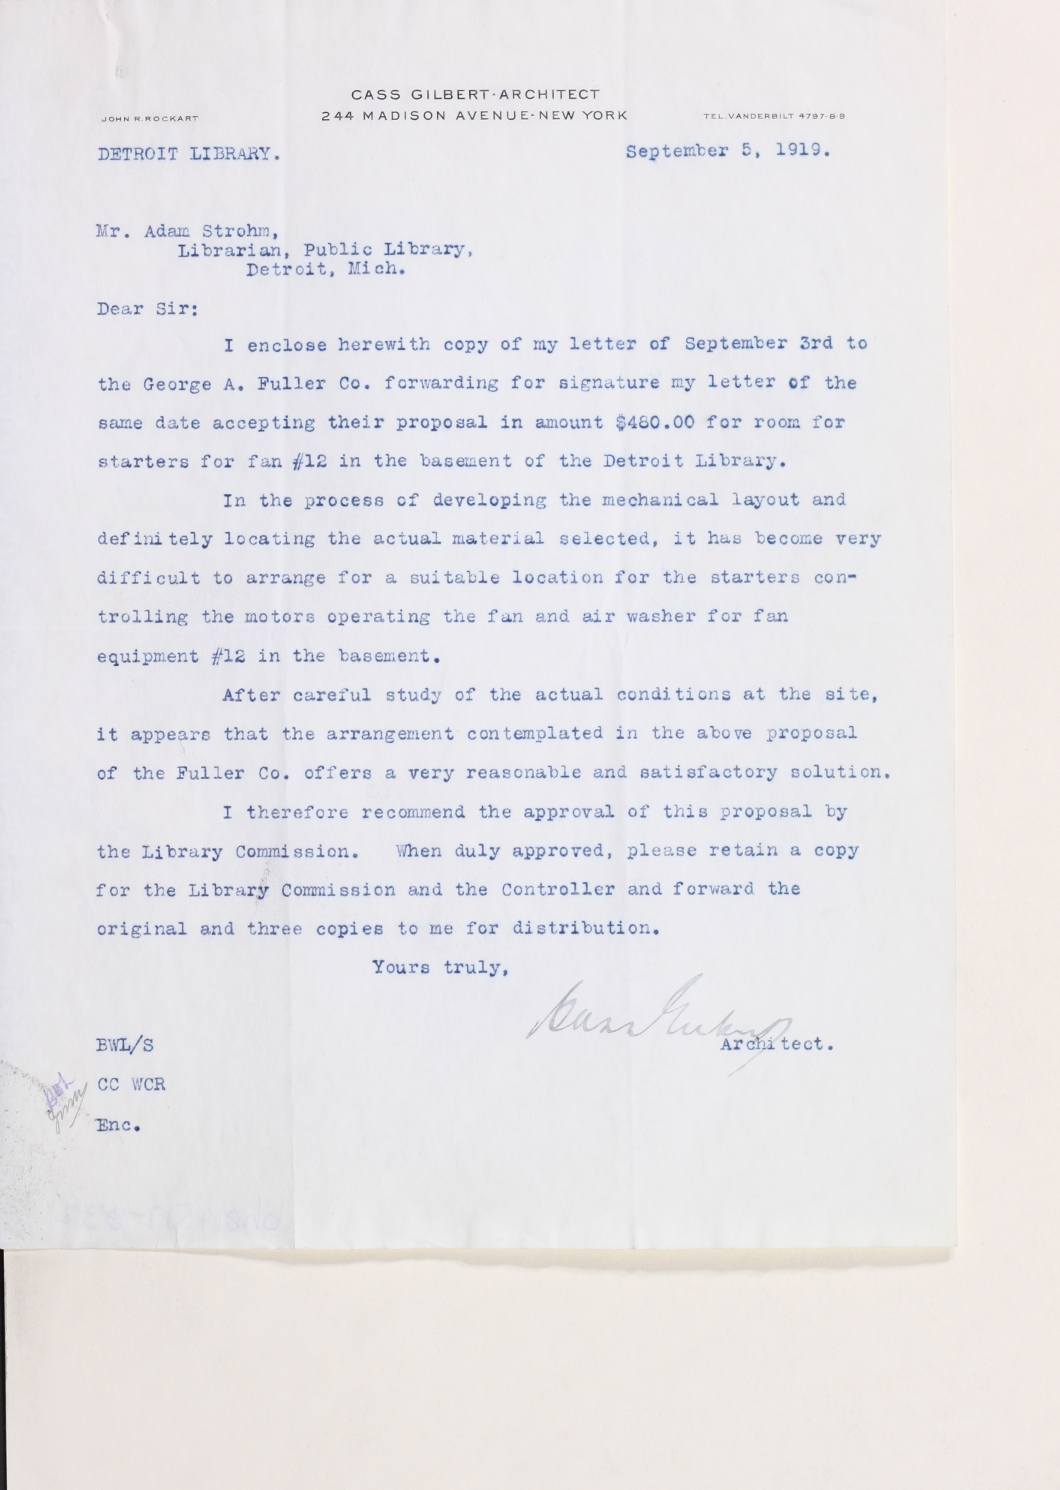 CASS GILBERT-ARCHITECT
JOHN R. ROCKART 244 MADISON AVENUE-NEW YORK TEL. VANDERBILT 4797-8-9
DETROIT LIBRARY. September 5, 1919.
Mr. Adam Strohm,
Librarian, Public Library,
Detroit, Mich.
Dear Sir:
I enclose herewith copy of my letter of September 3rd to
the George A. Fuller Co. forwarding for signature my letter of the
same date accepting their proposal in amount $480.00 for room for
starters for fan #12 in the basement of the Detroit Library.
In the process of developing the mechanical layout and
definitely locating the actual material selected, it has become very
difficult to arrange for a suitable location for the starters con-
trolling the motors operating the fan and air washer for fan
equipment #12 in the basement.
After careful study of the actual conditions at the site,
it appears that the arrangement contemplated in the above proposal
of the Fuller Co. offers a very reasonable and satisfactory solution.
I therefore recommend the approval of this proposal by
the Library Commission. When duly approved, please retain a copy
for the Library Commission and the Controller and forward the
original and three copies to me for distribution.
Yours truly,
Cass Gilbert
BWL/S Architect.
CC WCR
Enc.